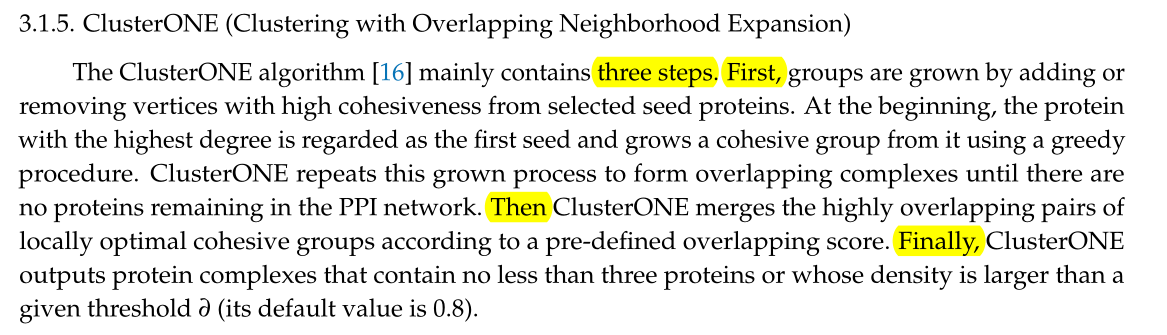 3.1.5. ClusterONE (Clustering with Overlapping Neighborhood Expansion)
The ClusterONE algorithm [16] mainly contains three steps. First, groups are grown by adding or
removing vertices with high cohesiveness from selected seed proteins. At the beginning, the protein
with the highest degree is regarded as the first seed and grows a cohesive group from it using a greedy
procedure. ClusterONE repeats this grown process to form overlapping complexes until there are
no proteins remaining in the PPI network. Then ClusterONE merges the highly overlapping pairs of
locally optimal cohesive groups according to a pre-defined overlapping score. Finally, ClusterONE
outputs protein complexes that contain no less than three proteins or whose density is larger than a
given threshold ∂ (its default value is 0.8).